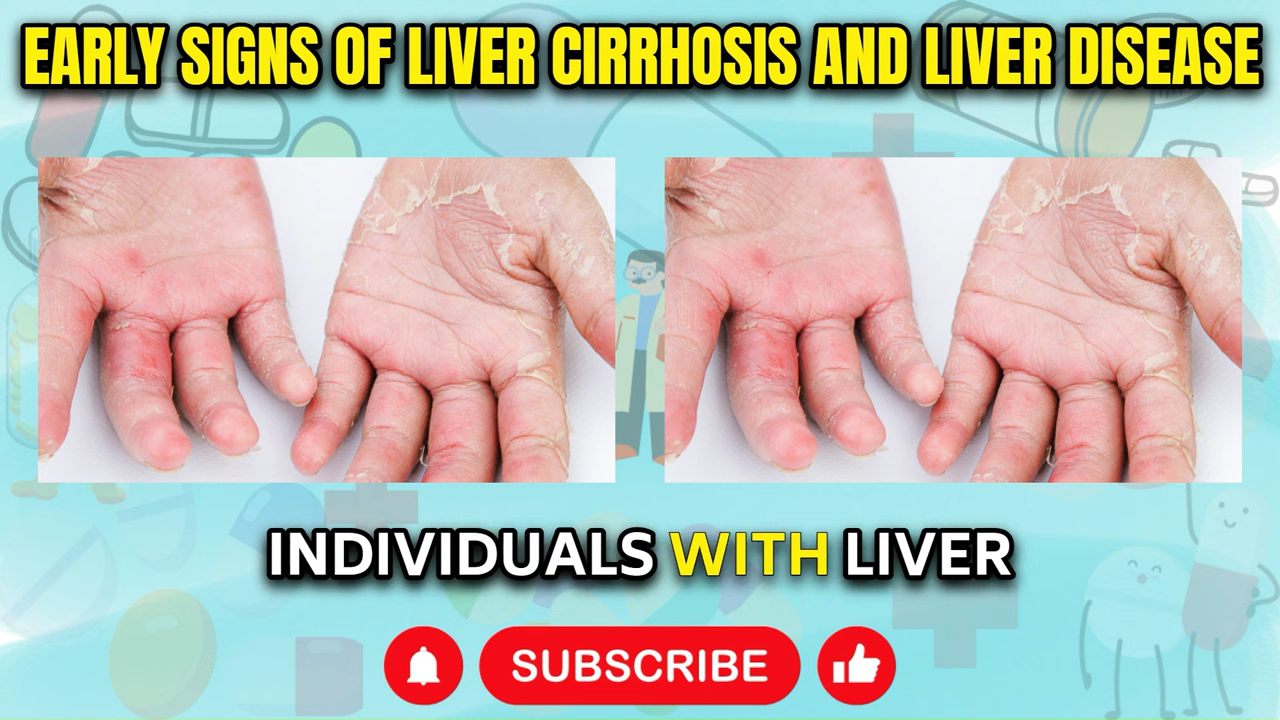 EARLY SIGNS OF LIVER CIRRHOSIS AND LIVER DISEASE
INDIVIDUALS WITH LIVER
SUBSCRIBE